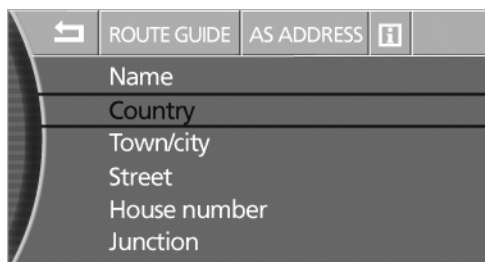 ROUTE GUIDE AS ADDRESS i
Name
Country
Town/city
Street
House number
Junction